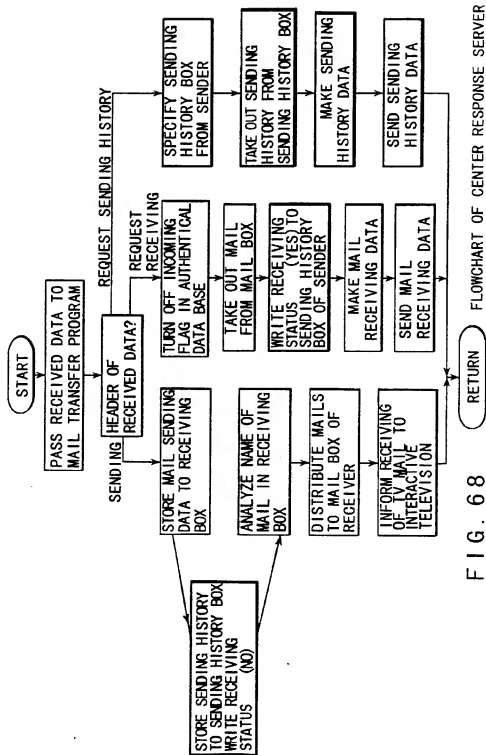 START
PASS RECEIVED DATA TO
MAIL TRANSFER PROGRAM
HEADER OF
RECEIVED DATA?
SENDING
REQUEST RECEIVING
REQUEST SENDING HISTORY
STORE MAIL SENDING
DATA TO RECEIVING
BOX
STORE SENDING HISTORY
TO SENDING HISTORY BOX
WRITE RECEIVING
STATUS (NO)
ANALYZE NAME OF
MAIL IN RECEIVING
BOX
DISTRIBUTE MAILS
TO MAIL BOX OF
RECEIVER
INFORM RECEIVING
OF TV MAIL TO
INTERACTIVE
TELEVISION
TURN OFF INCOMING
FLAG IN AUTHENTICAL
DATA BASE
TAKE OUT MAIL
FROM MAIL BOX
WRITE RECEIVING
STATUS (YES)TO
SENDING HISTORY
BOX OF SENDER
MAKE MAIL
RECEIVING DATA
SEND MAIL
RECEIVING DATA
SPECIFY SENDING
HISTORY BOX
FROM SENDER
TAKE OUT SENDING
HISTORY FROM
SENDING HISTORY BOX
MAKE SENDING
HISTORY DATA
SEND SENDING
HISTORY DATA
RETURN
FLOWCHART OF CENTER RESPONSE SERVER
FIG. 68